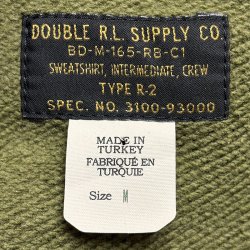 DOUBLE R.L. SUPPLY CO.
BD-M-165-RB-C1
SWEATSHIRT, INTERMEDIATE, CREW
TYPE R-2
SPEC. NO. 3100-93000
MADE IN
TURKEY
FABRIQUÉ EN
TURQUIE
Size M